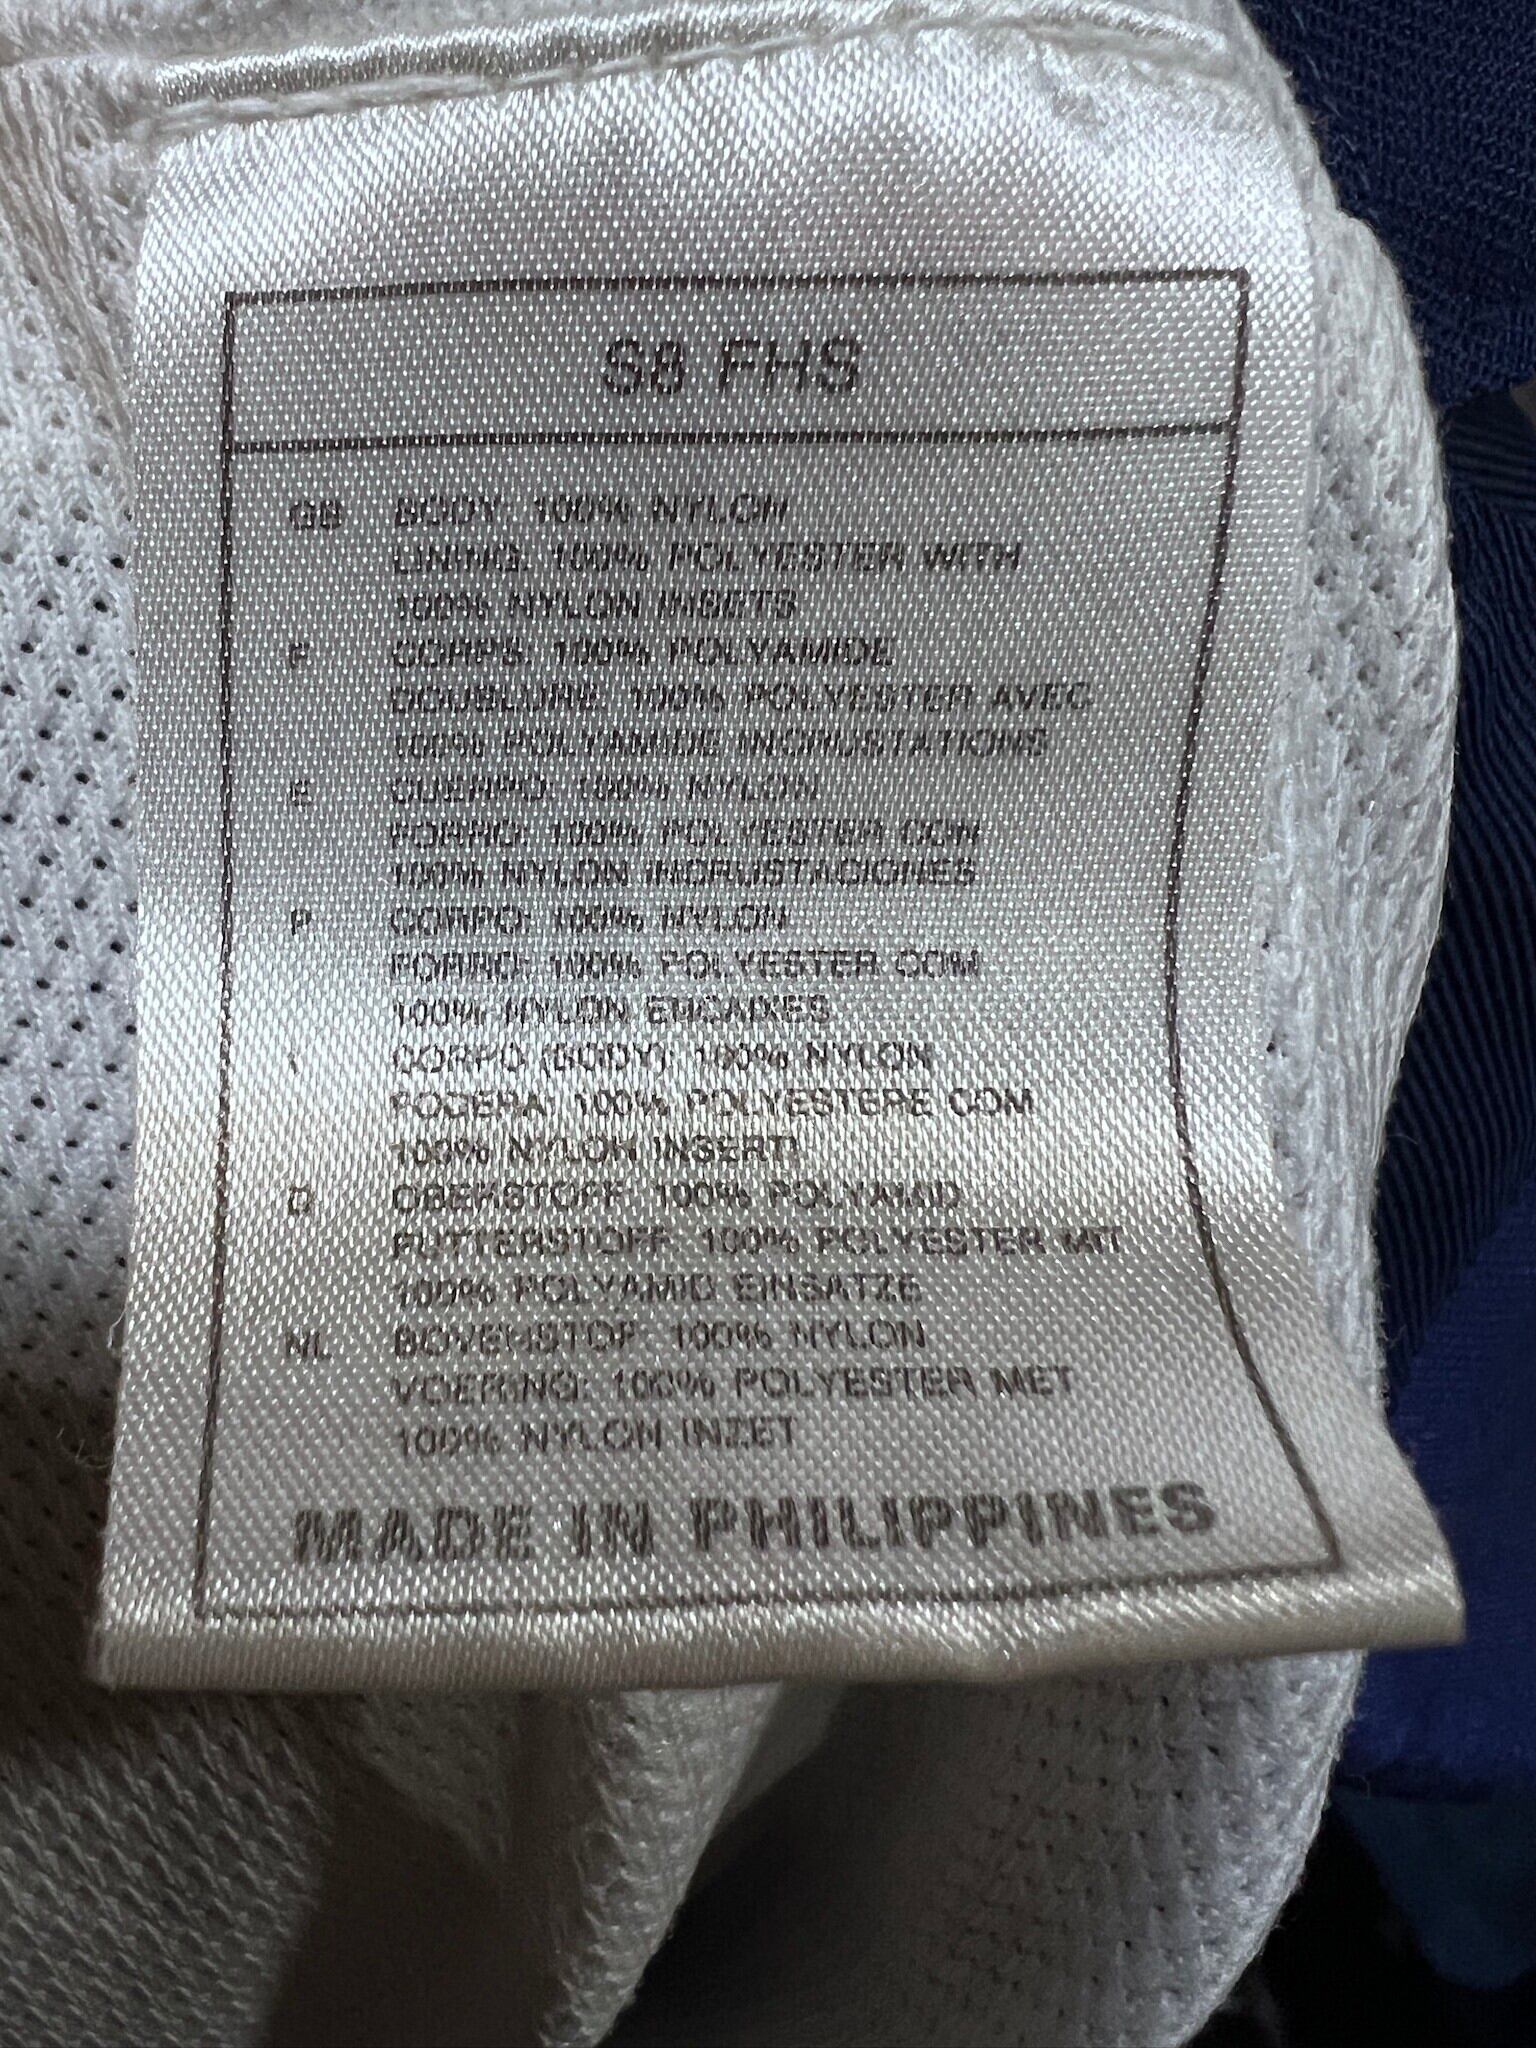 S8 FHS
GB BODY: 100% NYLON
LINING: 100% POLYESTER WITH
100% NYLON INSETS
F CORPS: 100% POLYAMIDE
DOUBLURE: 100% POLYESTER AVEC
100% POLYAMIDE INCRUSTATIONS
E CUERPO: 100% NYLON
FORRO: 100% POLYESTER CON
100% NYLON INCRUSTACIONES
P CORPO: 100% NYLON
FORRO: 100% POLYESTER COM
100% NYLON ENCAIXES
I CORPO (BODY): 100% NYLON
FODERA: 100% POLYESTERE COM
100% NYLON INSERTI
D OBERSTOFF: 100% POLYAMID
FUTTERSTOFF: 100% POLYESTER MIT
100% POLYAMID EINSATZE
NL BOVENSTOF: 100% NYLON
VOERING: 100% POLYESTER MET
100% NYLON INZET
MADE IN PHILIPPINES